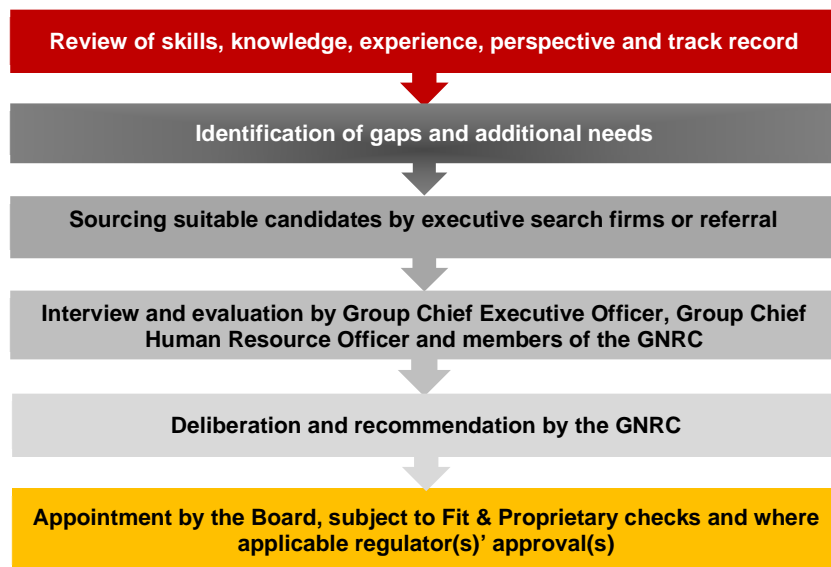 Review of skills, knowledge, experience, perspective and track record
Identification of gaps and additional needs
Sourcing suitable candidates by executive search firms or referral
Interview and evaluation by Group Chief Executive Officer, Group Chief
Human Resource Officer and members of the GNRC
Deliberation and recommendation by the GNRC
Appointment by the Board, subject to Fit & Proprietary checks and where
applicable regulator(s)’ approval(s)